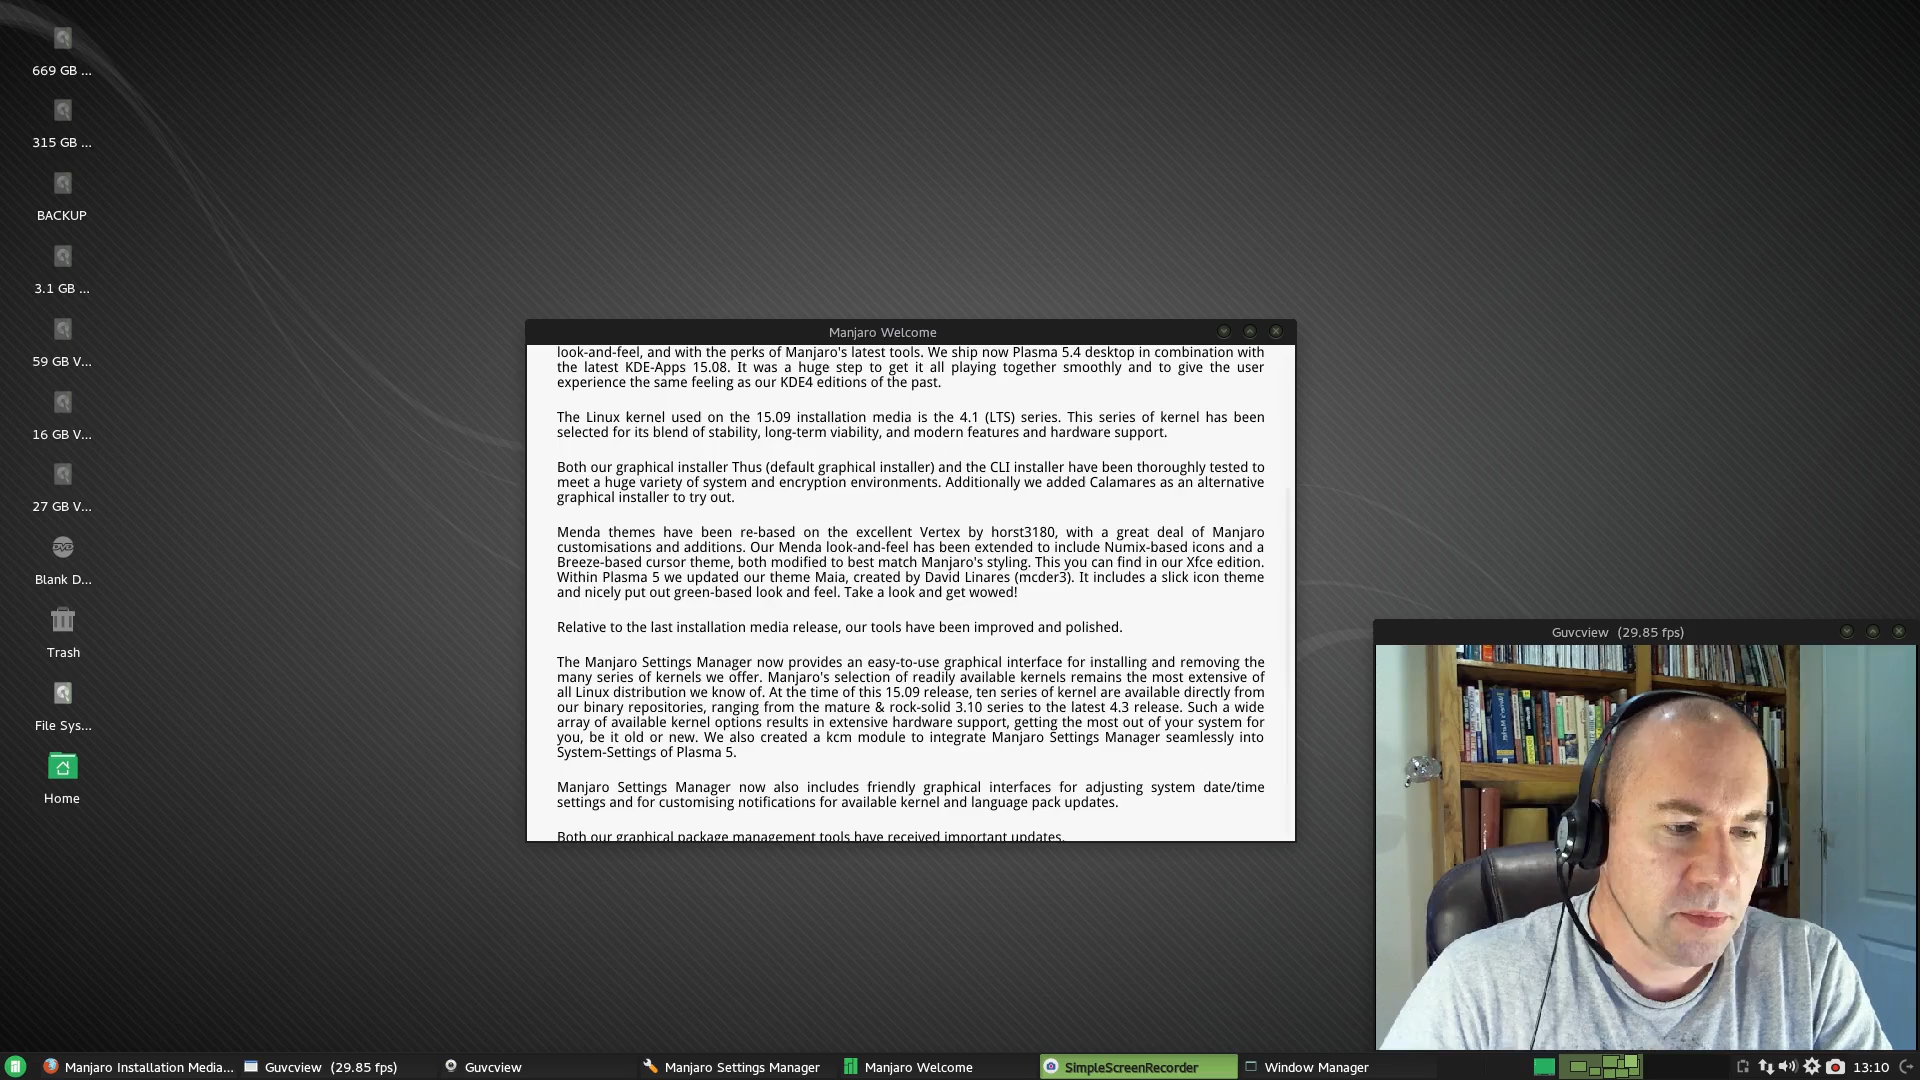 669 GB ...
315 GB ...
BACKUP
3.1 GB ...
59 GB V...
16 GB V...
27 GB V...
DVD
Blank D...
Trash
File Sys...
Home
Manjaro Welcome
look-and-feel, and with the perks of Manjaro's latest tools. We ship now Plasma 5.4 desktop in combination with
the latest KDE-Apps 15.08. It was a huge step to get it all playing together smoothly and to give the user
experience the same feeling as our KDE4 editions of the past.
The Linux kernel used on the 15.09 installation media is the 4.1 (LTS) series. This series of kernel has been
selected for its blend of stability, long-term viability, and modern features and hardware support.
Both our graphical installer Thus (default graphical installer) and the CLI installer have been thoroughly tested to
meet a huge variety of system and encryption environments. Additionally we added Calamares as an alternative
graphical installer to try out.
Menda themes have been re-based on the excellent Vertex by horst3180, with a great deal of Manjaro
customisations and additions. Our Menda look-and-feel has been extended to include Numix-based icons and a
Breeze-based cursor theme, both modified to best match Manjaro's styling. This you can find in our Xfce edition.
Within Plasma 5 we updated our theme Maia, created by David Linares (mcder3). It includes a slick icon theme
and nicely put out green-based look and feel. Take a look and get wowed!
Relative to the last installation media release, our tools have been improved and polished.
The Manjaro Settings Manager now provides an easy-to-use graphical interface for installing and removing the
many series of kernels we offer. Manjaro's selection of readily available kernels remains the most extensive of
all Linux distribution we know of. At the time of this 15.09 release, ten series of kernel are available directly from
our binary repositories, ranging from the mature & rock-solid 3.10 series to the latest 4.3 release. Such a wide
array of available kernel options results in extensive hardware support, getting the most out of your system for
you, be it old or new. We also created a kcm module to integrate Manjaro Settings Manager seamlessly into
System-Settings of Plasma 5.
Manjaro Settings Manager now also includes friendly graphical interfaces for adjusting system date/time
settings and for customising notifications for available kernel and language pack updates.
Both our graphical package management tools have received important updates.
Guvcview (29.85 fps)
Manjaro Installation Media...
Guvcview (29.85 fps)
Guvcview
Manjaro Settings Manager
Manjaro Welcome
SimpleScreenRecorder
Window Manager
13:10